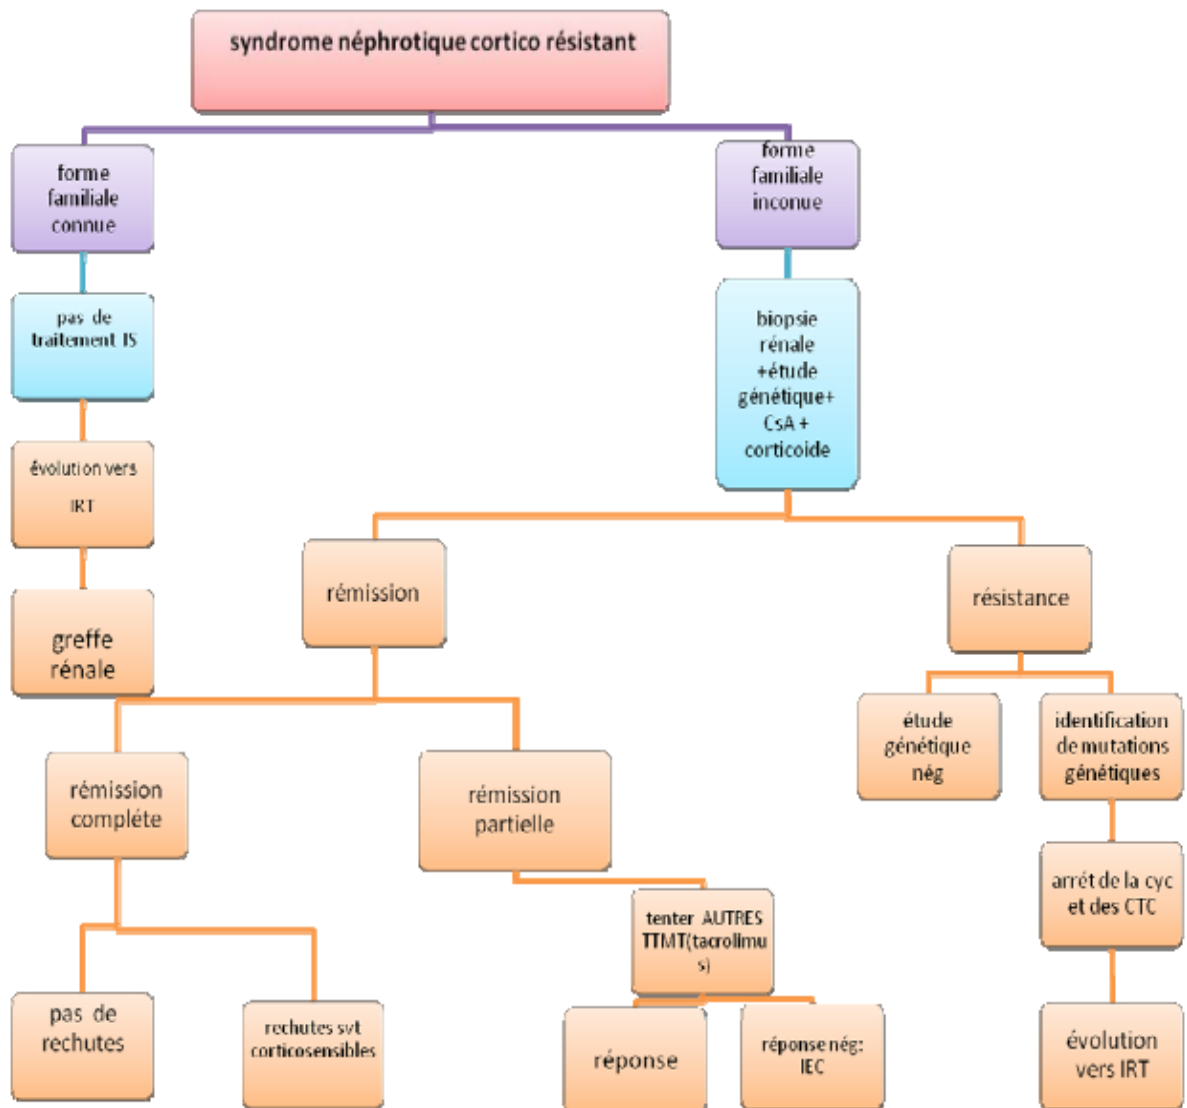 syndrome néphrotique cortico résistant
forme
familiale
connue
forme
familiale
inconue
pas de
traitement IS
biopsie
rénale
+étude
génétique+
CsA +
corticoide
évolution vers
IRT
greffe
rénale
rémission
résistance
étude
génétique
nég
identification
de mutations
génétiques
rémission
compléte
rémission
partielle
arrét de la cyc
et des CTC
tenter AUTRES
TTMT(tacrolimu
s)
pas de
rechutes
rechutes svt
corticosensibles
réponse
réponse nég:
IEC
évolution
vers IRT